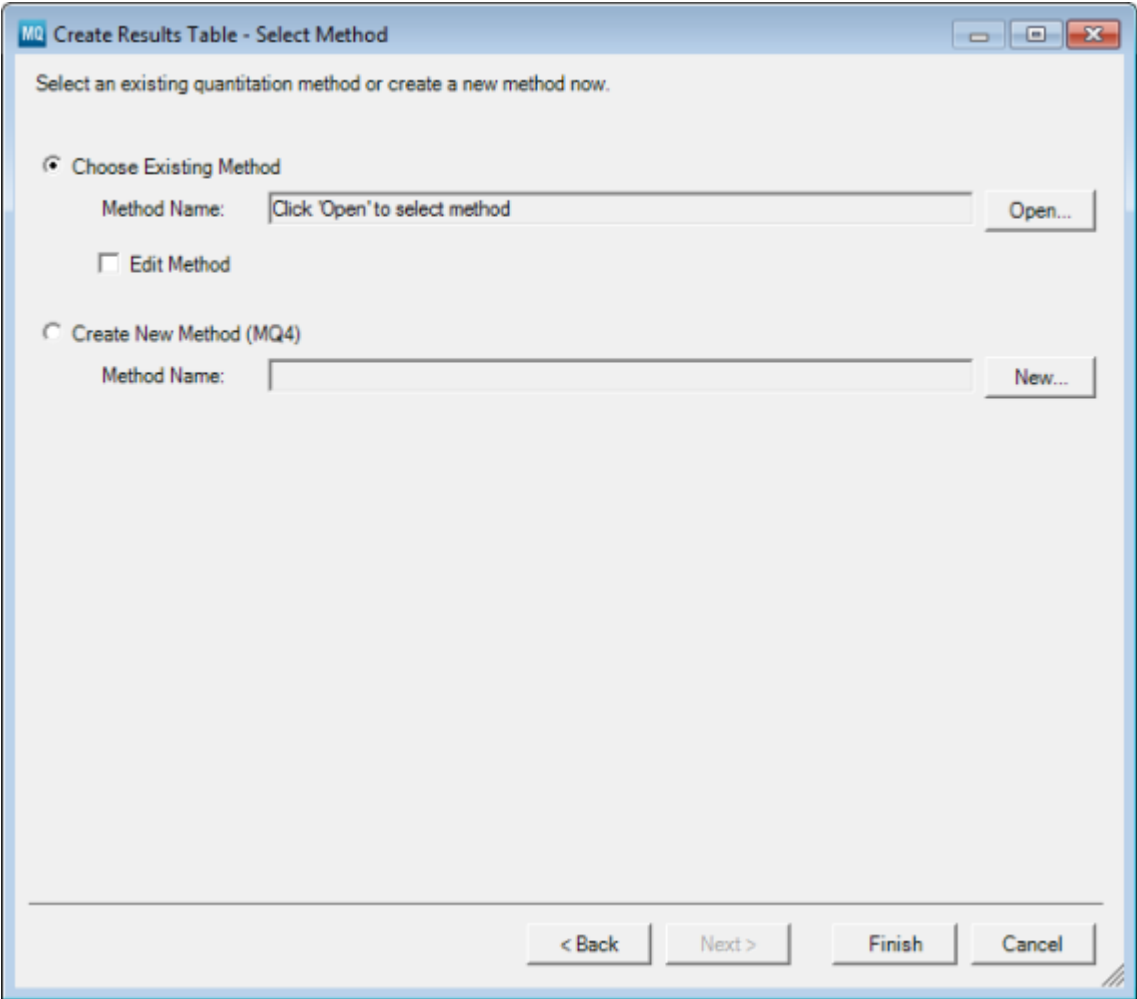 MQ Create Results Table - Select Method
Select an existing quantitation method or create a new method now.
Choose Existing Method
Method Name: Click 'Open' to select method Open...
Edit Method
Create New Method (MQ4)
Method Name: New...
< Back Next > Finish Cancel